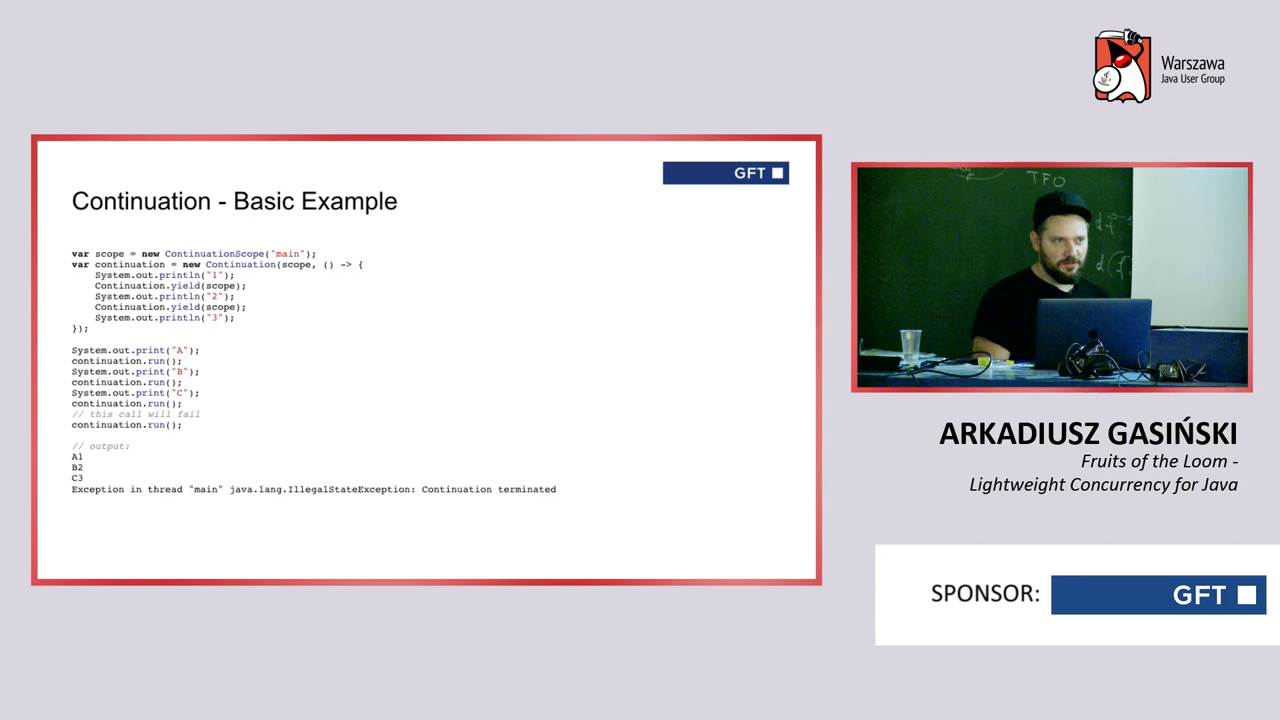 Warszawa
Java User Group
GFT
Continuation - Basic Example
var scope = new ContinuationScope("main");
var continuation = new Continuation(scope, () -> {
    System.out.println("1");
    Continuation.yield(scope);
    System.out.println("2");
    Continuation.yield(scope);
    System.out.println("3");
});
System.out.print("A");
continuation.run();
System.out.print("B");
continuation.run();
System.out.print("C");
continuation.run();
// this call will fail
continuation.run();
// output:
A1
B2
C3
Exception in thread "main" java.lang.IllegalStateException: Continuation terminated
TFO
ARKADIUSZ GASIŃSKI
Fruits of the Loom -
Lightweight Concurrency for Java
SPONSOR: GFT